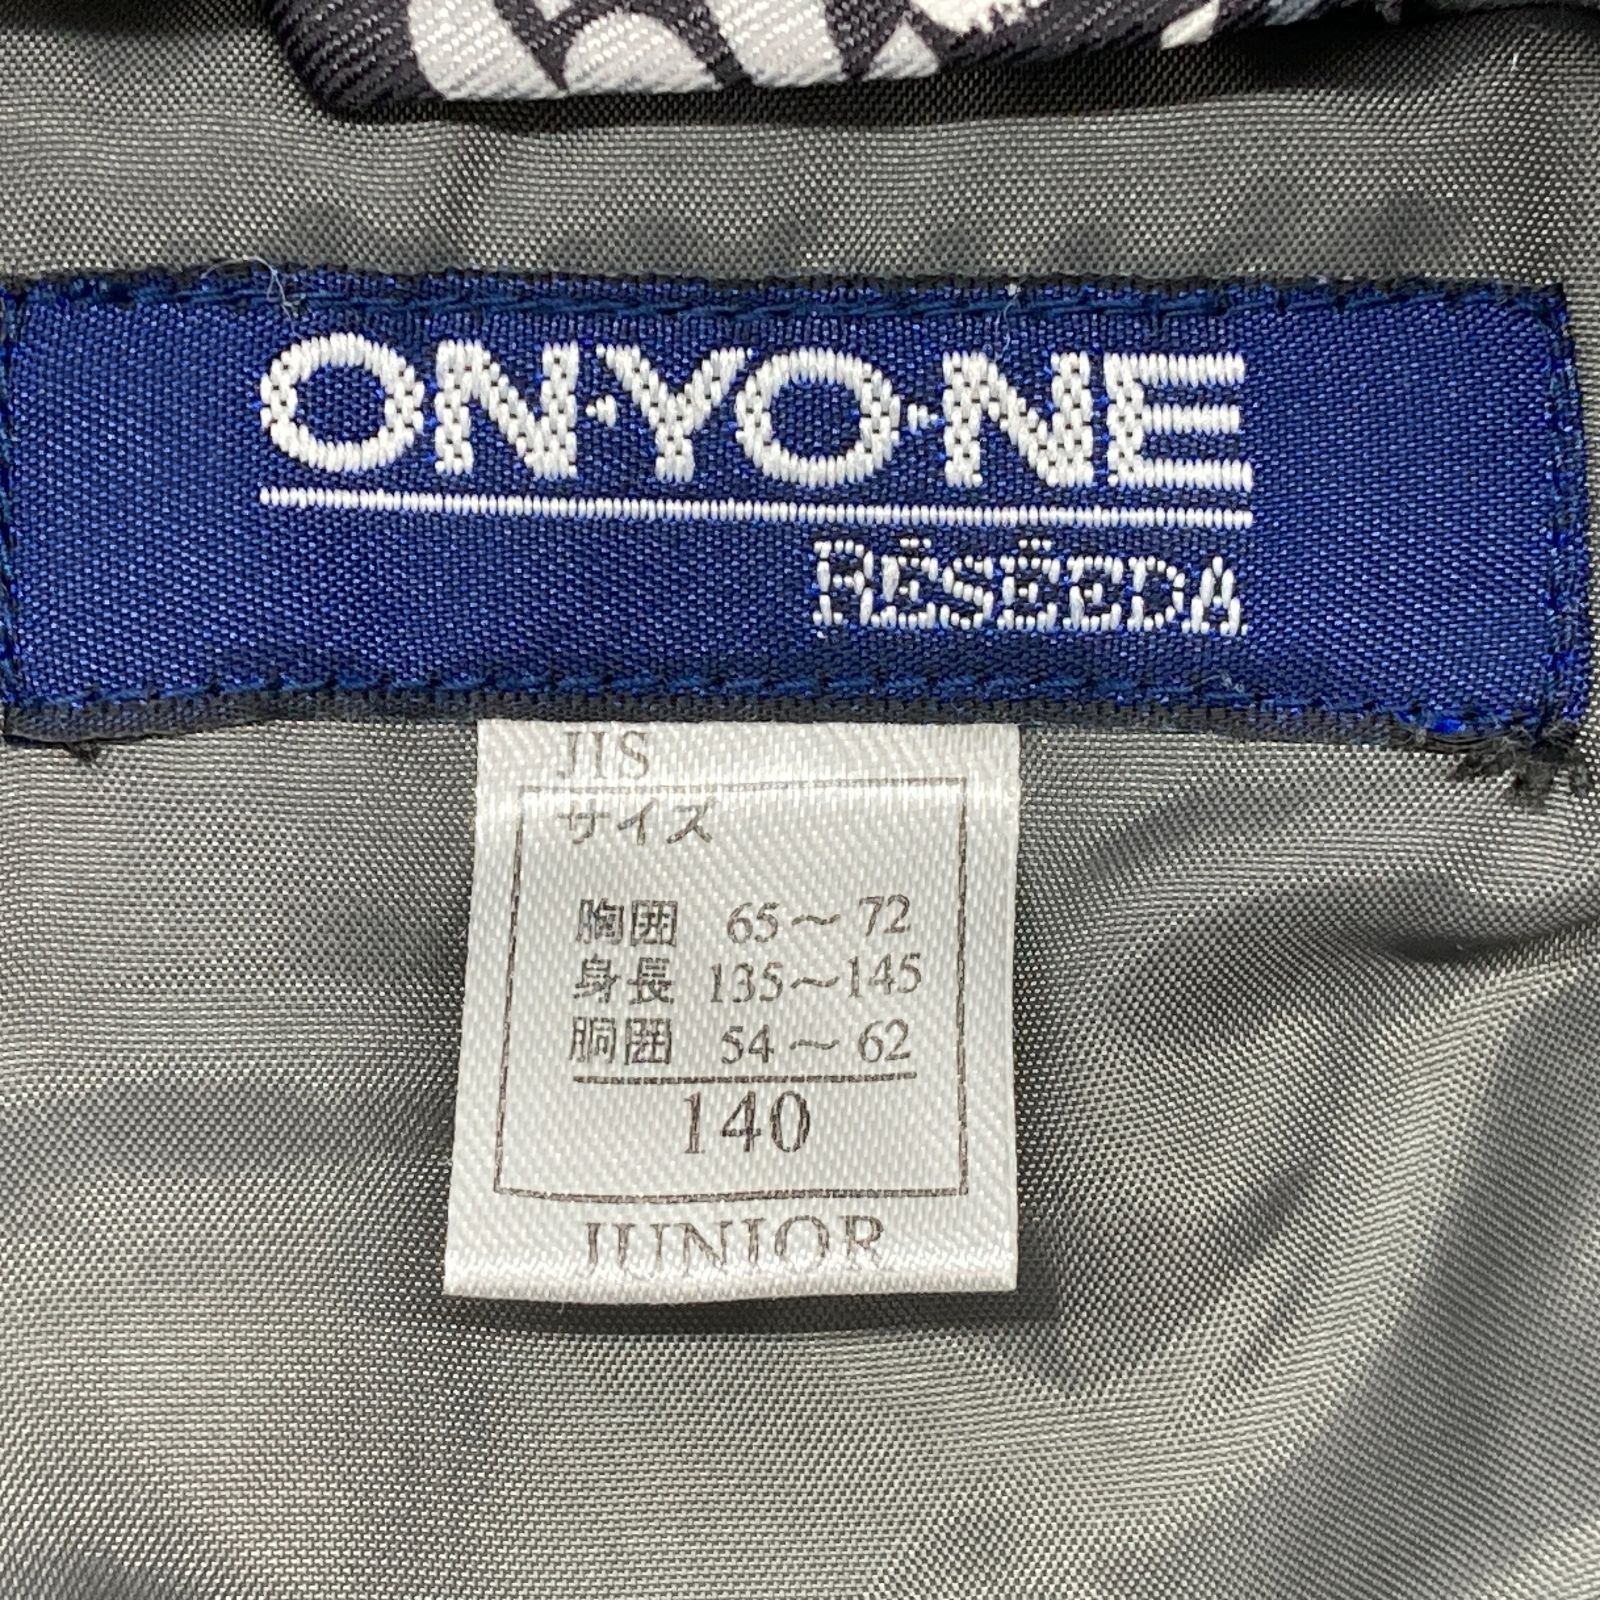 ON·YO·NE
RĖSĖEDA
JIS
サイズ
胸囲 65～72
身長 135～145
胴囲 54～62
140
JUNIOR